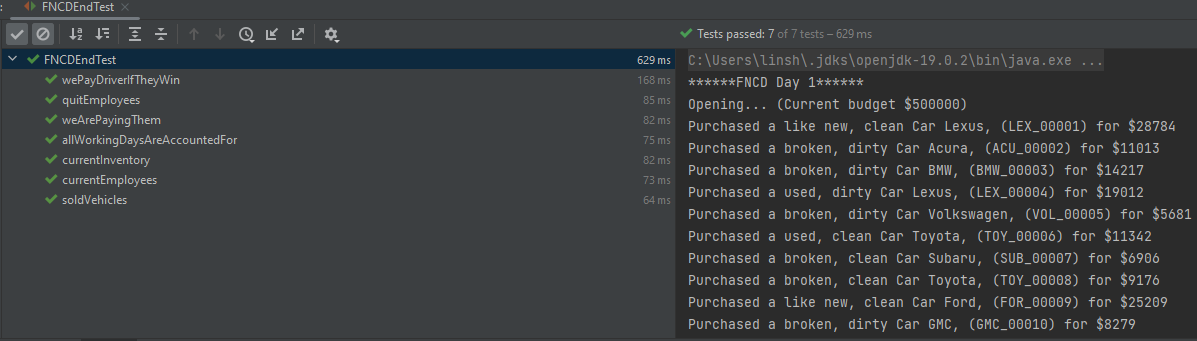 FNCDEndTest
Tests passed: 7 of 7 tests – 629 ms
FNCDEndTest 629 ms
wePayDriverIfTheyWin 168 ms
quitEmployees 85 ms
weArePayingThem 82 ms
allWorkingDaysAreAccountedFor 75 ms
currentInventory 82 ms
currentEmployees 73 ms
soldVehicles 64 ms
C:\Users\linsh\.jdks\openjdk-19.0.2\bin\java.exe ...
******FNCD Day 1******
Opening... (Current budget $500000)
Purchased a like new, clean Car Lexus, (LEX_00001) for $28784
Purchased a broken, dirty Car Acura, (ACU_00002) for $11013
Purchased a broken, dirty Car BMW, (BMW_00003) for $14217
Purchased a used, dirty Car Lexus, (LEX_00004) for $19012
Purchased a broken, dirty Car Volkswagen, (VOL_00005) for $5681
Purchased a used, clean Car Toyota, (TOY_00006) for $11342
Purchased a broken, clean Car Subaru, (SUB_00007) for $6906
Purchased a broken, clean Car Toyota, (TOY_00008) for $9176
Purchased a like new, clean Car Ford, (FOR_00009) for $25209
Purchased a broken, dirty Car GMC, (GMC_00010) for $8279